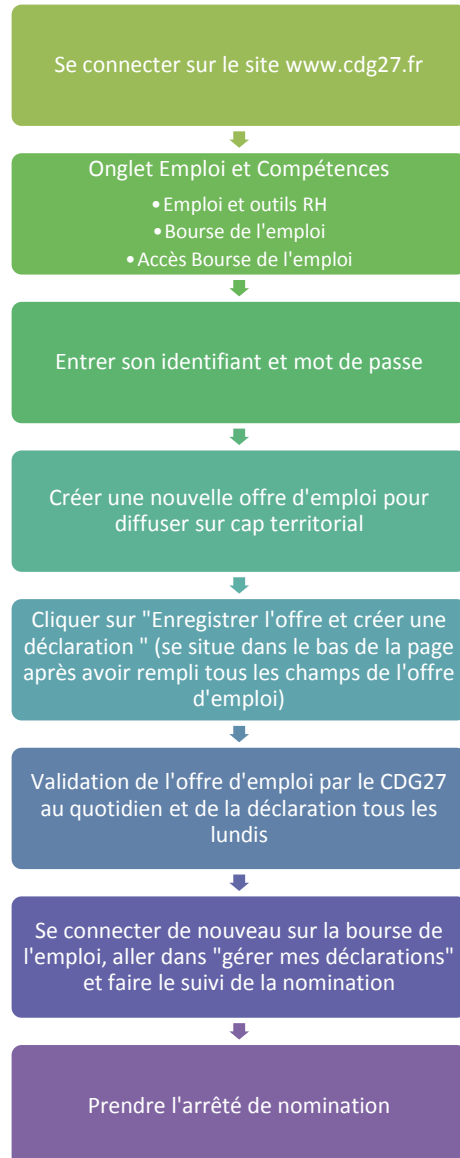 Se connecter sur le site www.cdg27.fr
Onglet Emploi et Compétences
•Emploi et outils RH
•Bourse de l'emploi
•Accès Bourse de l'emploi
Entrer son identifiant et mot de passe
Créer une nouvelle offre d'emploi pour
diffuser sur cap territorial
Cliquer sur "Enregistrer l'offre et créer une
déclaration " (se situe dans le bas de la page
après avoir rempli tous les champs de l'offre
d'emploi)
Validation de l'offre d'emploi par le CDG27
au quotidien et de la déclaration tous les
lundis
Se connecter de nouveau sur la bourse de
l'emploi, aller dans "gérer mes déclarations"
et faire le suivi de la nomination
Prendre l'arrêté de nomination